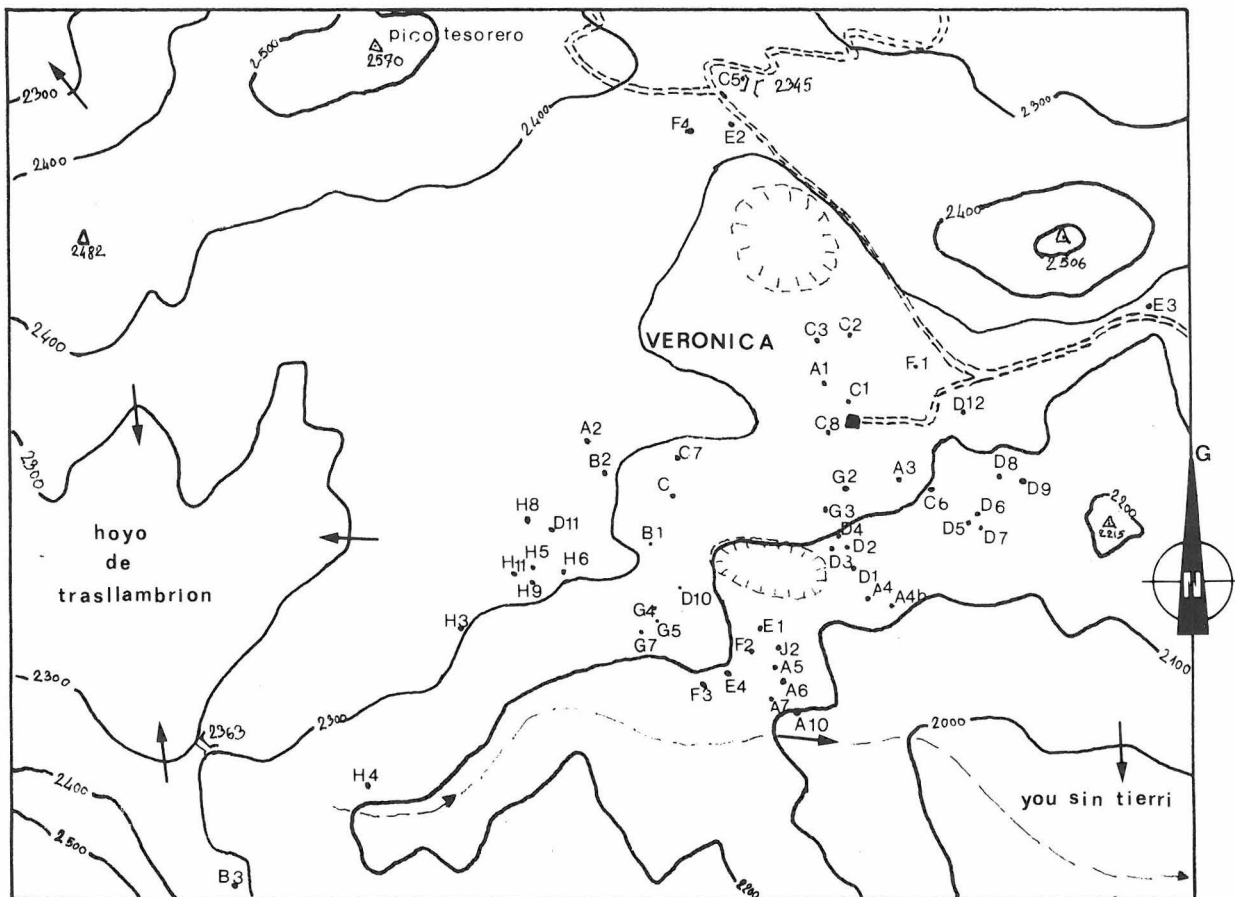 pico tesorero
2570
2500
2300
2400
2400
C5
2345
F4
E2
2300
2482
2400
2506
2400
VERONICA
C3
C2
E3
A1
F1
C1
D12
C8
A2
B2
C7
C
G2
A3
C6
D8
D9
G
2300
hoyo
de
trasllambrion
H8
D11
H5
H11
H9
H6
B1
G3
D4
D3
D2
D1
D5
D6
D7
2200
2215
N
A4
A4b
D10
G4
G5
G7
H3
E1
F2
J2
A5
A6
A7
A10
F3
E4
2100
2300
2363
2300
2000
H4
you sin tierri
2400
2500
B3
2200